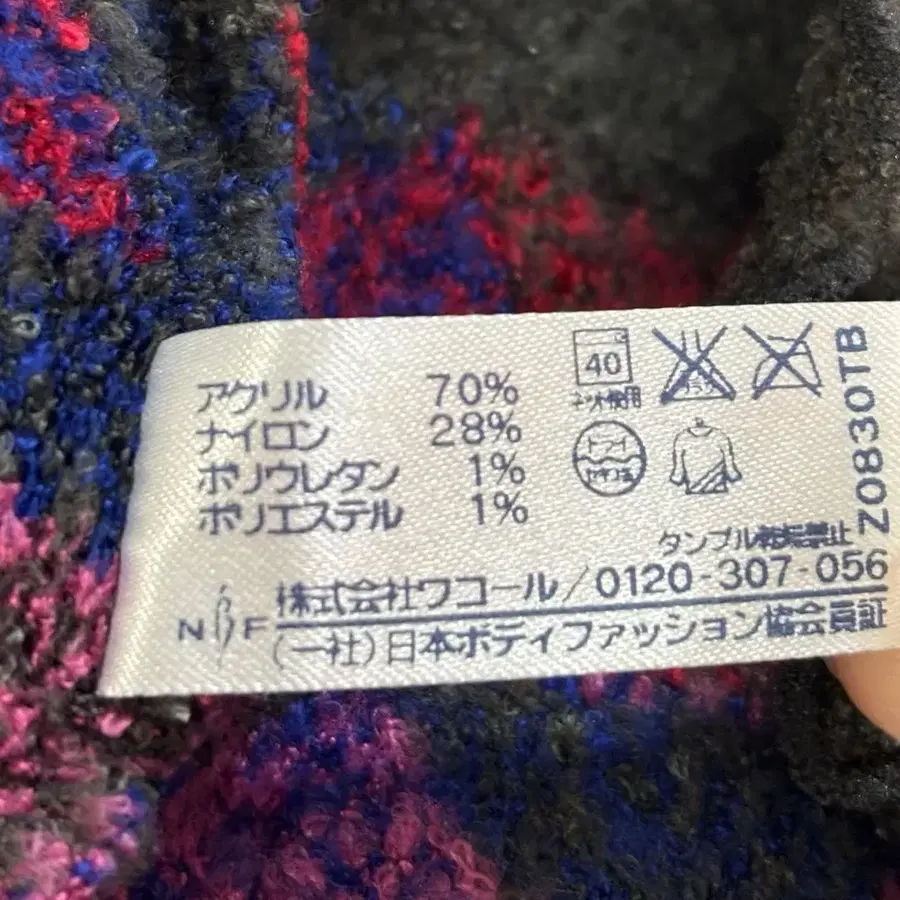 アクリル 70%
ナイロン 28%
ポリウレタン 1%
ポリエステル 1%
40
ネット使用
タンブル乾燥禁止
株式会社ワコール/0120-307-056
NBF
(一社)日本ボディファッション協会員証
Z0830TB